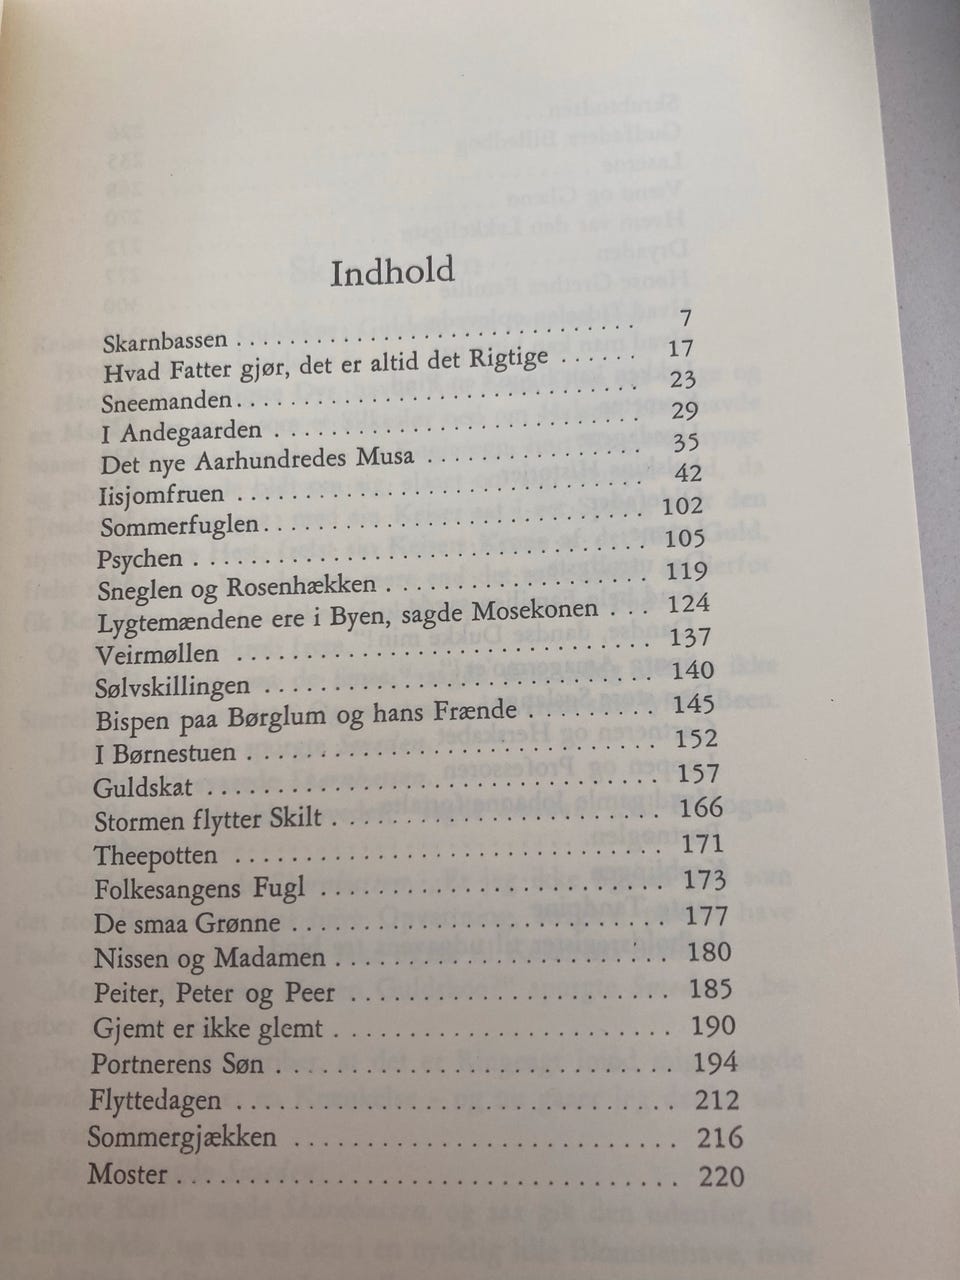 Indhold
Skarnbassen . . . . . . . . . . . . . . . . . . . . . . . . . . . . . 7
Hvad Fatter gjør, det er altid det Rigtige . . . . . . 17
Sneemanden . . . . . . . . . . . . . . . . . . . . . . . . . . . . . 23
I Andegaarden . . . . . . . . . . . . . . . . . . . . . . . . . . 29
Det nye Aarhundredes Musa . . . . . . . . . . . . . . . 35
Iisjomfruen . . . . . . . . . . . . . . . . . . . . . . . . . . . . . 42
Sommerfuglen . . . . . . . . . . . . . . . . . . . . . . . . . . . 102
Psychen . . . . . . . . . . . . . . . . . . . . . . . . . . . . . . . . 105
Sneglen og Rosenhækken . . . . . . . . . . . . . . . . . . 119
Lygtemændene ere i Byen, sagde Mosekonen . . . 124
Veirmøllen . . . . . . . . . . . . . . . . . . . . . . . . . . . . . 137
Sølvskillingen . . . . . . . . . . . . . . . . . . . . . . . . . . . 140
Bispen paa Børglum og hans Frænde . . . . . . . . . 145
I Børnestuen . . . . . . . . . . . . . . . . . . . . . . . . . . . . 152
Guldskat . . . . . . . . . . . . . . . . . . . . . . . . . . . . . . . 157
Stormen flytter Skilt . . . . . . . . . . . . . . . . . . . . . . 166
Theepotten . . . . . . . . . . . . . . . . . . . . . . . . . . . . . 171
Folkesangens Fugl . . . . . . . . . . . . . . . . . . . . . . . 173
De smaa Grønne . . . . . . . . . . . . . . . . . . . . . . . . . 177
Nissen og Madamen . . . . . . . . . . . . . . . . . . . . . . 180
Peiter, Peter og Peer . . . . . . . . . . . . . . . . . . . . . 185
Gjemt er ikke glemt . . . . . . . . . . . . . . . . . . . . . . 190
Portnerens Søn . . . . . . . . . . . . . . . . . . . . . . . . . . 194
Flyttedagen . . . . . . . . . . . . . . . . . . . . . . . . . . . . . 212
Sommergjækken . . . . . . . . . . . . . . . . . . . . . . . . . 216
Moster . . . . . . . . . . . . . . . . . . . . . . . . . . . . . . . . . 220